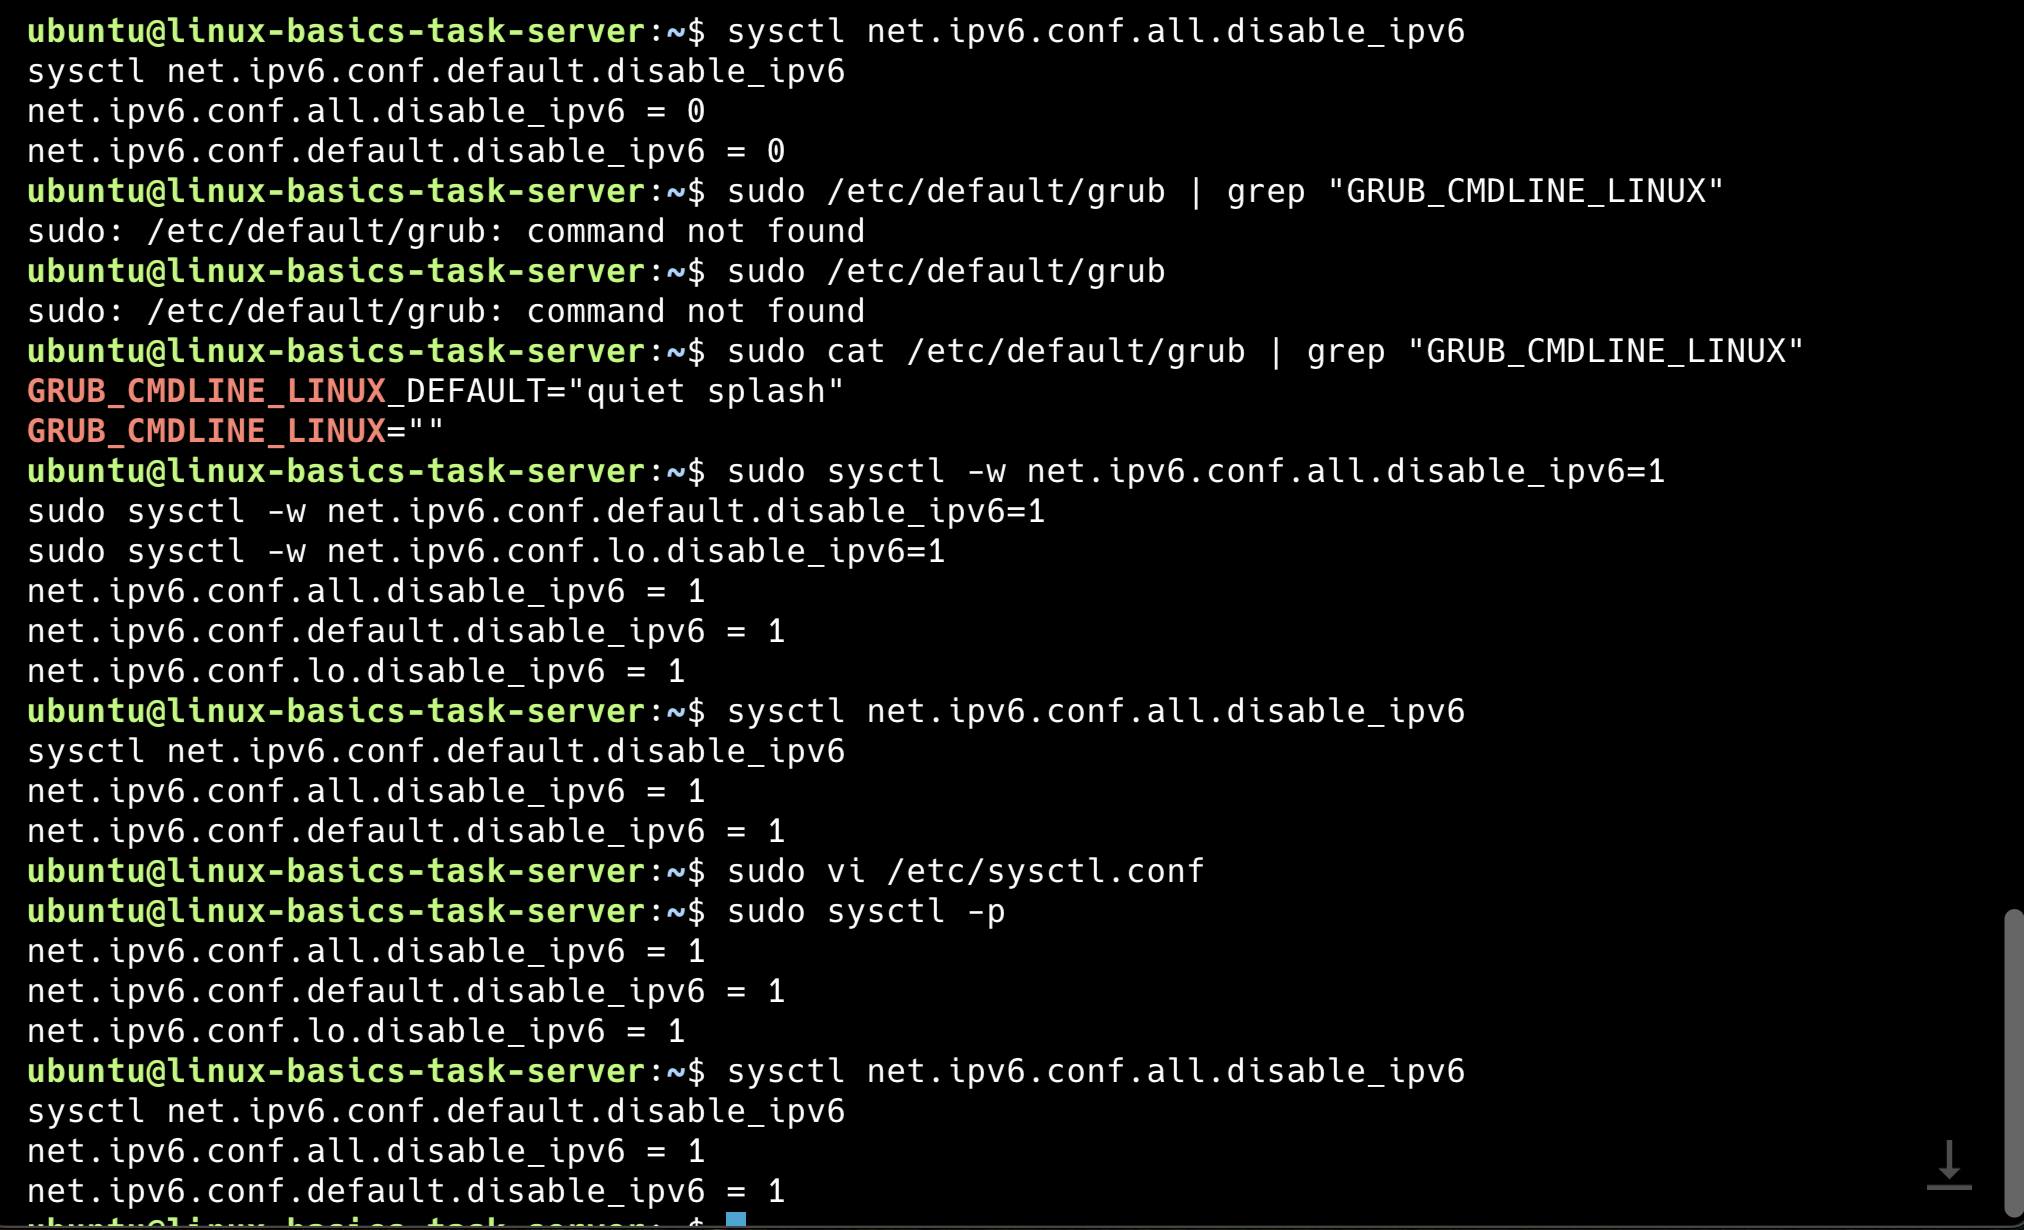 ubuntu@linux-basics-task-server:~$ sysctl net.ipv6.conf.all.disable_ipv6
sysctl net.ipv6.conf.default.disable_ipv6
net.ipv6.conf.all.disable_ipv6 = 0
net.ipv6.conf.default.disable_ipv6 = 0
ubuntu@linux-basics-task-server:~$ sudo /etc/default/grub | grep "GRUB_CMDLINE_LINUX"
sudo: /etc/default/grub: command not found
ubuntu@linux-basics-task-server:~$ sudo /etc/default/grub
sudo: /etc/default/grub: command not found
ubuntu@linux-basics-task-server:~$ sudo cat /etc/default/grub | grep "GRUB_CMDLINE_LINUX"
GRUB_CMDLINE_LINUX_DEFAULT="quiet splash"
GRUB_CMDLINE_LINUX=""
ubuntu@linux-basics-task-server:~$ sudo sysctl -w net.ipv6.conf.all.disable_ipv6=1
sudo sysctl -w net.ipv6.conf.default.disable_ipv6=1
sudo sysctl -w net.ipv6.conf.lo.disable_ipv6=1
net.ipv6.conf.all.disable_ipv6 = 1
net.ipv6.conf.default.disable_ipv6 = 1
net.ipv6.conf.lo.disable_ipv6 = 1
ubuntu@linux-basics-task-server:~$ sysctl net.ipv6.conf.all.disable_ipv6
sysctl net.ipv6.conf.default.disable_ipv6
net.ipv6.conf.all.disable_ipv6 = 1
net.ipv6.conf.default.disable_ipv6 = 1
ubuntu@linux-basics-task-server:~$ sudo vi /etc/sysctl.conf
ubuntu@linux-basics-task-server:~$ sudo sysctl -p
net.ipv6.conf.all.disable_ipv6 = 1
net.ipv6.conf.default.disable_ipv6 = 1
net.ipv6.conf.lo.disable_ipv6 = 1
ubuntu@linux-basics-task-server:~$ sysctl net.ipv6.conf.all.disable_ipv6
sysctl net.ipv6.conf.default.disable_ipv6
net.ipv6.conf.all.disable_ipv6 = 1
net.ipv6.conf.default.disable_ipv6 = 1
ubuntu@linux-basics-task-server:~$